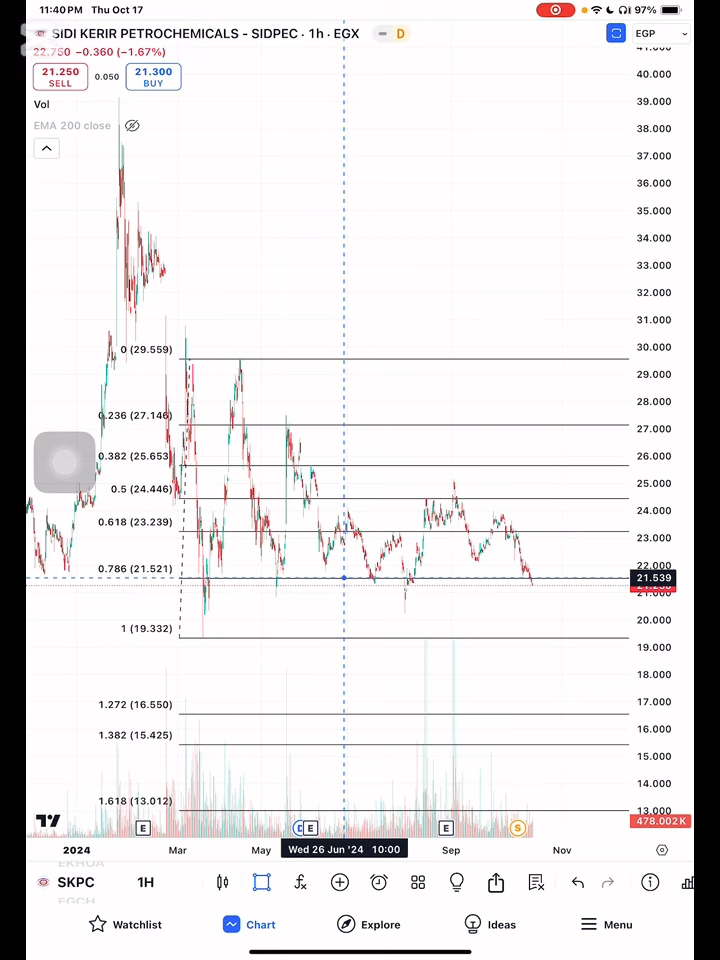 11:40 PM Thu Oct 17
97%
SIDI KERIR PETROCHEMICALS - SIDPEC · 1h · EGX
D
EGP
22.750 −0.360 (−1.67%)
21.250
SELL
0.050
21.300
BUY
Vol
EMA 200 close
41.000
40.000
39.000
38.000
37.000
36.000
35.000
34.000
33.000
32.000
31.000
30.000
29.000
28.000
27.000
26.000
25.000
24.000
23.000
22.000
21.539
21.000
20.000
19.000
18.000
17.000
16.000
15.000
14.000
13.000
478.002K
0 (29.559)
0.236 (27.146)
0.382 (25.653)
0.5 (24.446)
0.618 (23.239)
0.786 (21.521)
1 (19.332)
1.272 (16.550)
1.382 (15.425)
1.618 (13.012)
E
D
E
E
S
2024
Mar
May
Wed 26 Jun '24 10:00
Sep
Nov
EKHOA
SKPC
1H
EGCH
Watchlist
Chart
Explore
Ideas
Menu